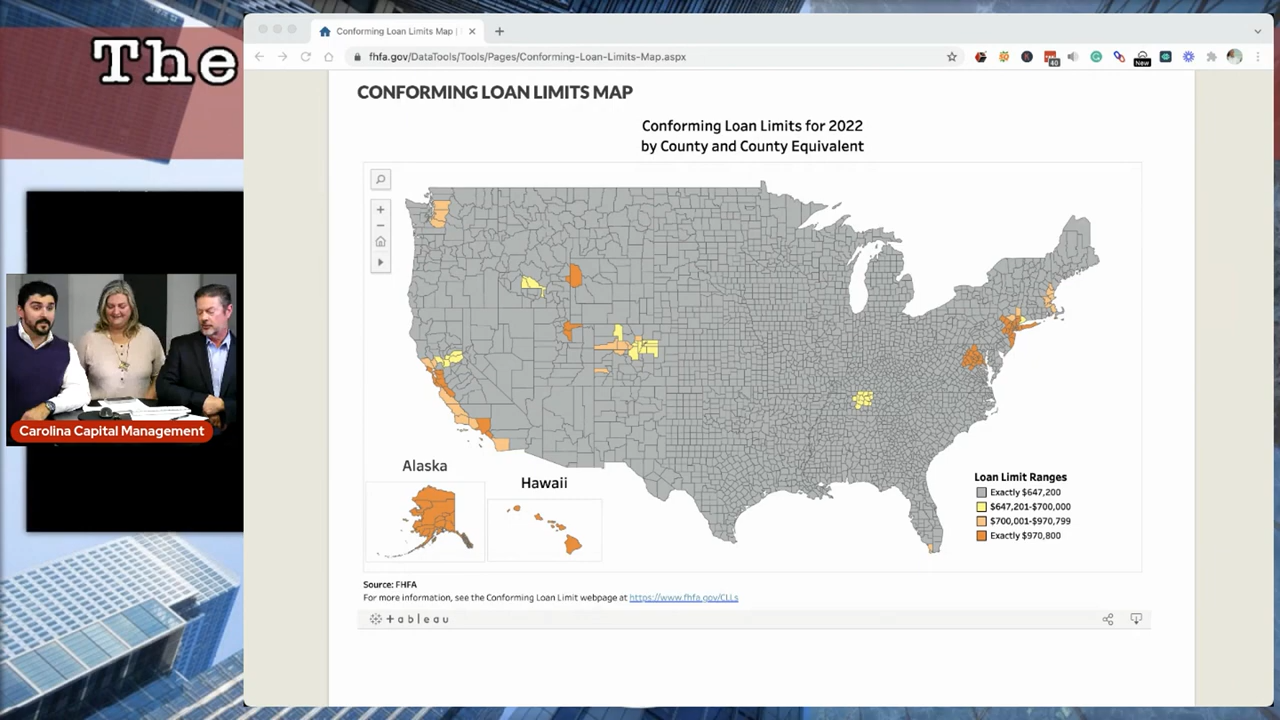 The
Conforming Loan Limits Map |
fhfa.gov/DataTools/Tools/Pages/Conforming-Loan-Limits-Map.aspx
40
New
CONFORMING LOAN LIMITS MAP
Conforming Loan Limits for 2022
by County and County Equivalent
Alaska
Hawaii
Loan Limit Ranges
Exactly $647,200
$647,201-$700,000
$700,001-$970,799
Exactly $970,800
Carolina Capital Management
Source: FHFA
For more information, see the Conforming Loan Limit webpage at https://www.fhfa.gov/CLLs
+ a b l e a u